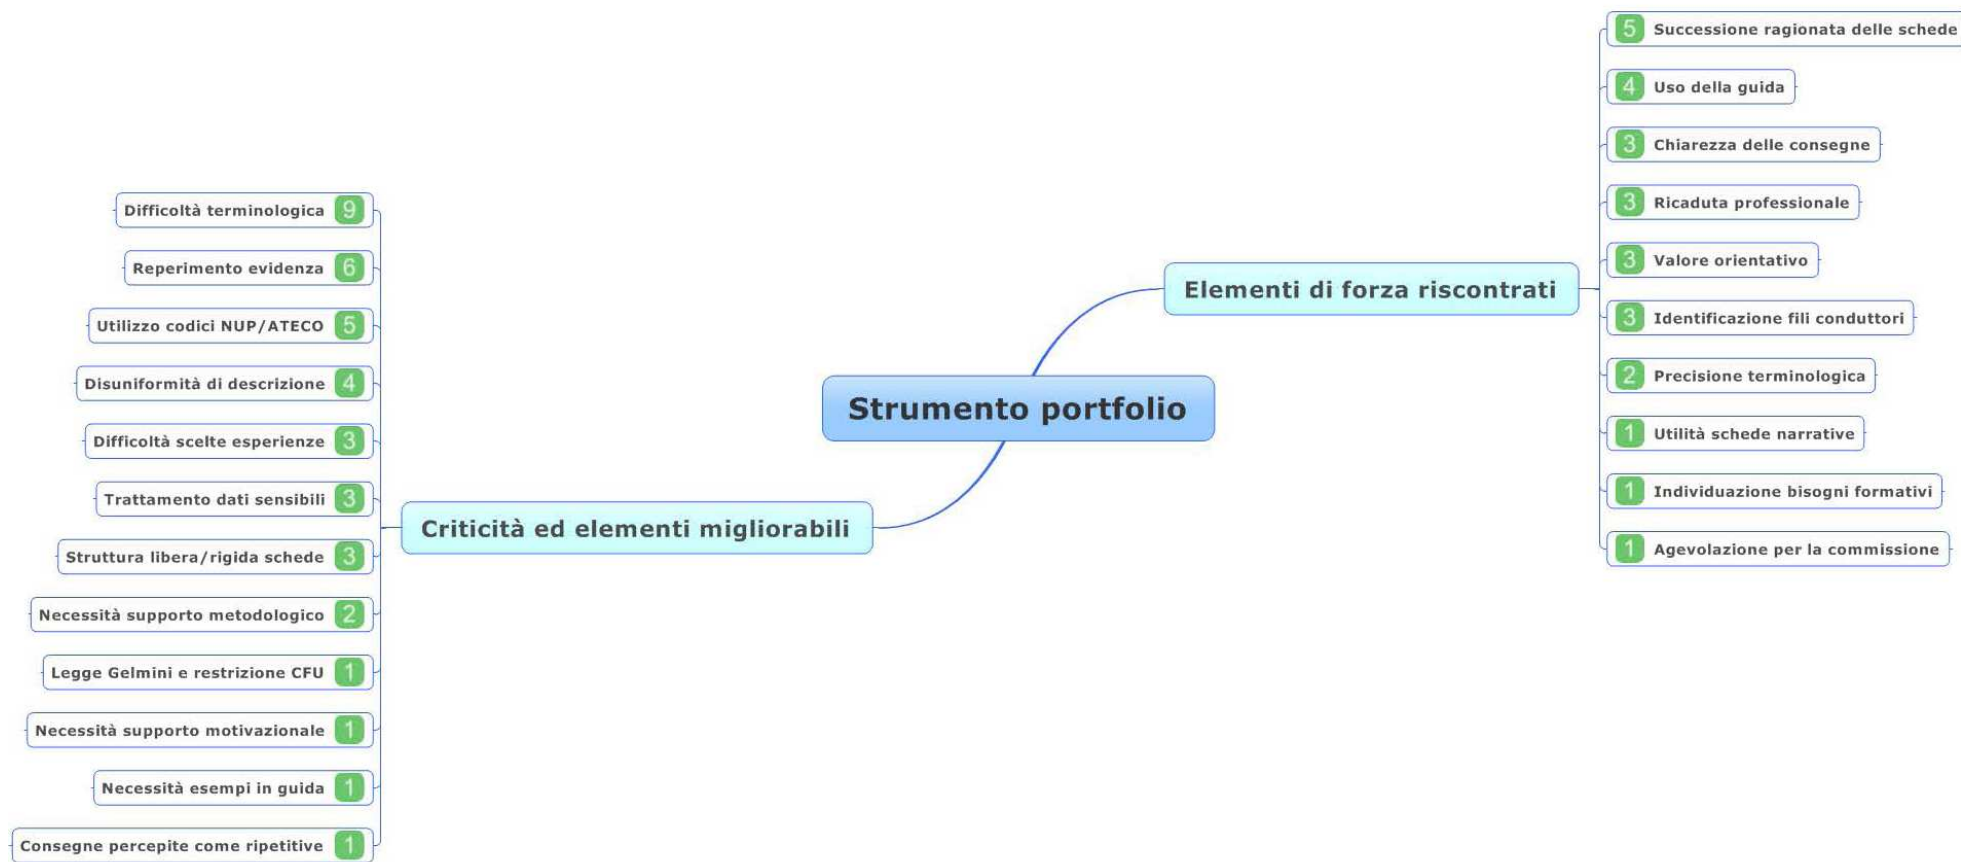 Strumento portfolio
Elementi di forza riscontrati
5 Successione ragionata delle schede
4 Uso della guida
3 Chiarezza delle consegne
3 Ricaduta professionale
3 Valore orientativo
3 Identificazione fili conduttori
2 Precisione terminologica
1 Utilità schede narrative
1 Individuazione bisogni formativi
1 Agevolazione per la commissione
Criticità ed elementi migliorabili
Difficoltà terminologica 9
Reperimento evidenza 6
Utilizzo codici NUP/ATECO 5
Disuniformità di descrizione 4
Difficoltà scelte esperienze 3
Trattamento dati sensibili 3
Struttura libera/rigida schede 3
Necessità supporto metodologico 2
Legge Gelmini e restrizione CFU 1
Necessità supporto motivazionale 1
Necessità esempi in guida 1
Consegne percepite come ripetitive 1